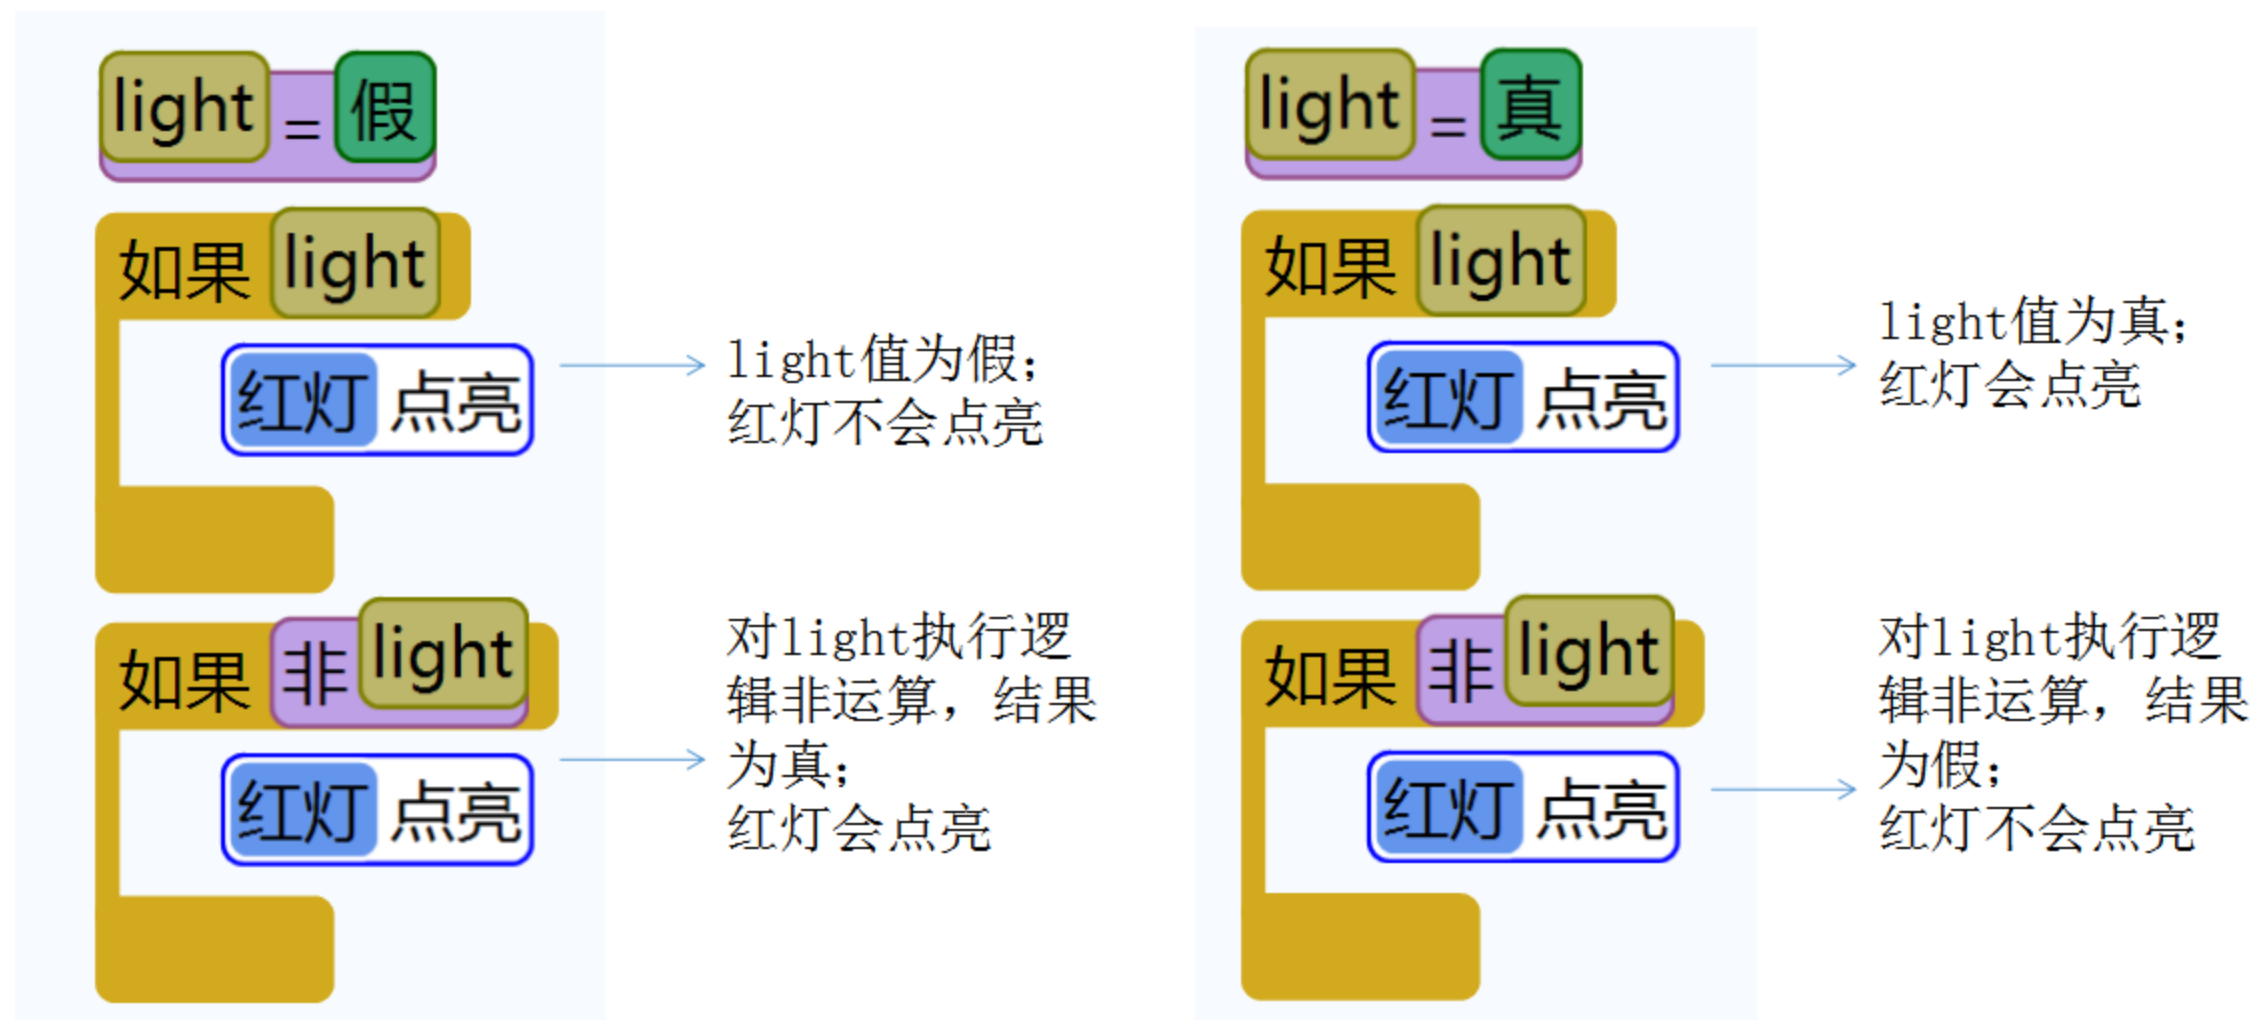 light = 假
如果 light
红灯 点亮
light值为假;
红灯不会点亮
如果 非 light
红灯 点亮
对light执行逻
辑非运算，结果
为真;
红灯会点亮
light = 真
如果 light
红灯 点亮
light值为真;
红灯会点亮
如果 非 light
红灯 点亮
对light执行逻
辑非运算，结果
为假;
红灯不会点亮